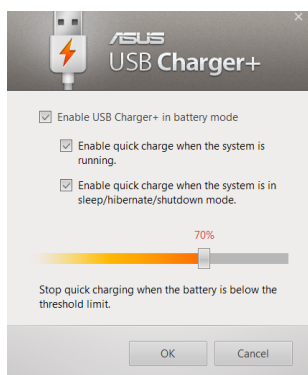 ASUS
USB Charger+
Enable USB Charger+ in battery mode
Enable quick charge when the system is
running.
Enable quick charge when the system is in
sleep/hibernate/shutdown mode.
70%
Stop quick charging when the battery is below the
threshold limit.
OK
Cancel